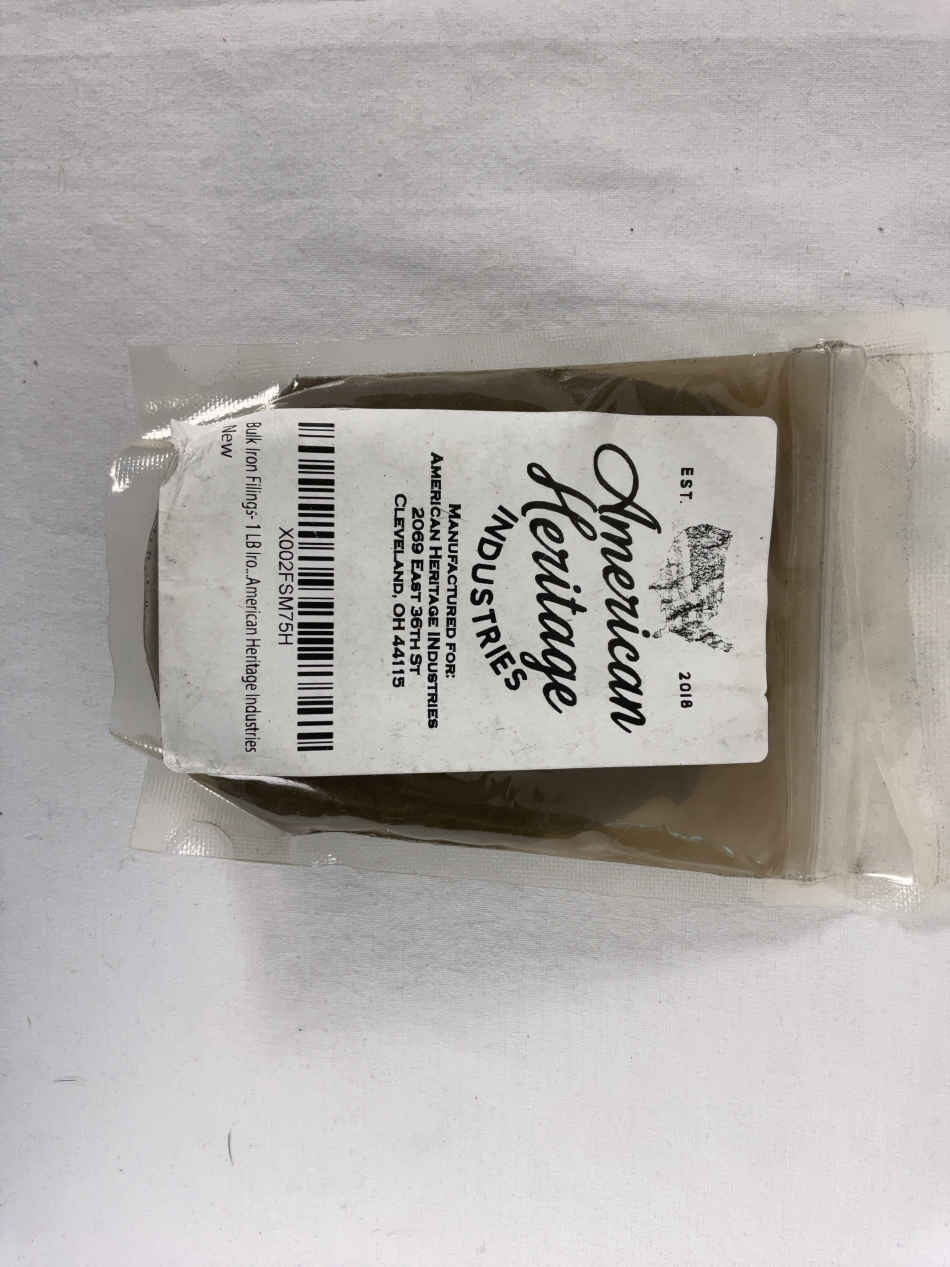 EST. 2018
American
Heritage
INDUSTRIES
MANUFACTURED FOR:
AMERICAN HERITAGE INDUSTRIES
2069 EAST 36TH ST
CLEVELAND, OH 44115
X002FSM75H
Bulk Iron Filings- 1 LB Iro...American Heritage Industries
New